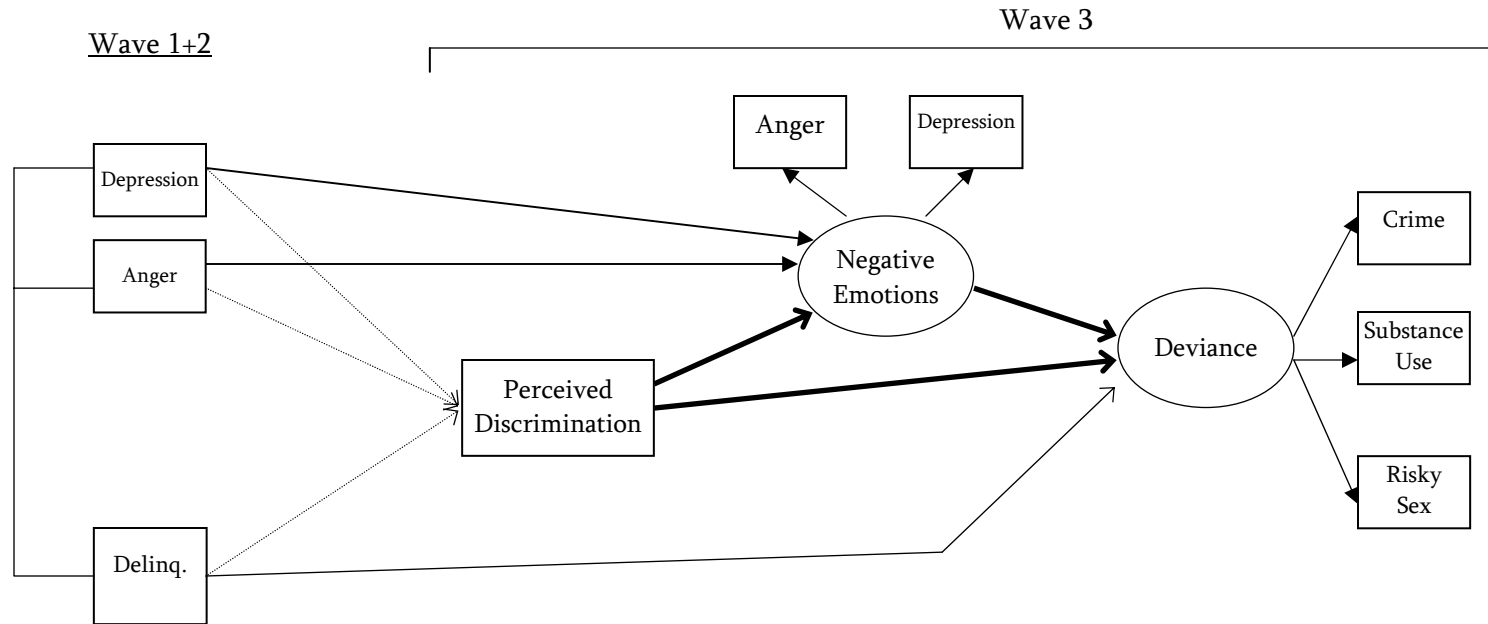 Wave 3
Wave 1+2
Anger
Depression
Depression
Crime
Anger
Negative
Emotions
Substance
Use
Deviance
Perceived
Discrimination
Risky
Sex
Delinq.